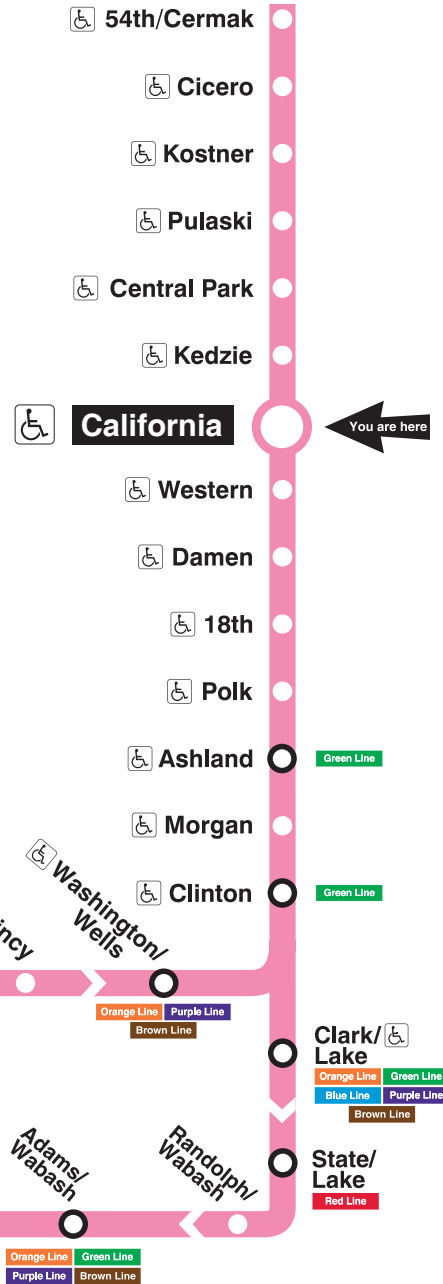 54th/Cermak
Cicero
Kostner
Pulaski
Central Park
Kedzie
California
You are here
Western
Damen
18th
Polk
Ashland
Green Line
Morgan
Clinton
Green Line
Washington/
Wells
Orange Line Purple Line
Brown Line
Clark/
Lake
Orange Line Green Line
Blue Line Purple Line
Brown Line
State/
Lake
Red Line
Randolph/
Wabash
Adams/
Wabash
Orange Line Green Line
Purple Line Brown Line